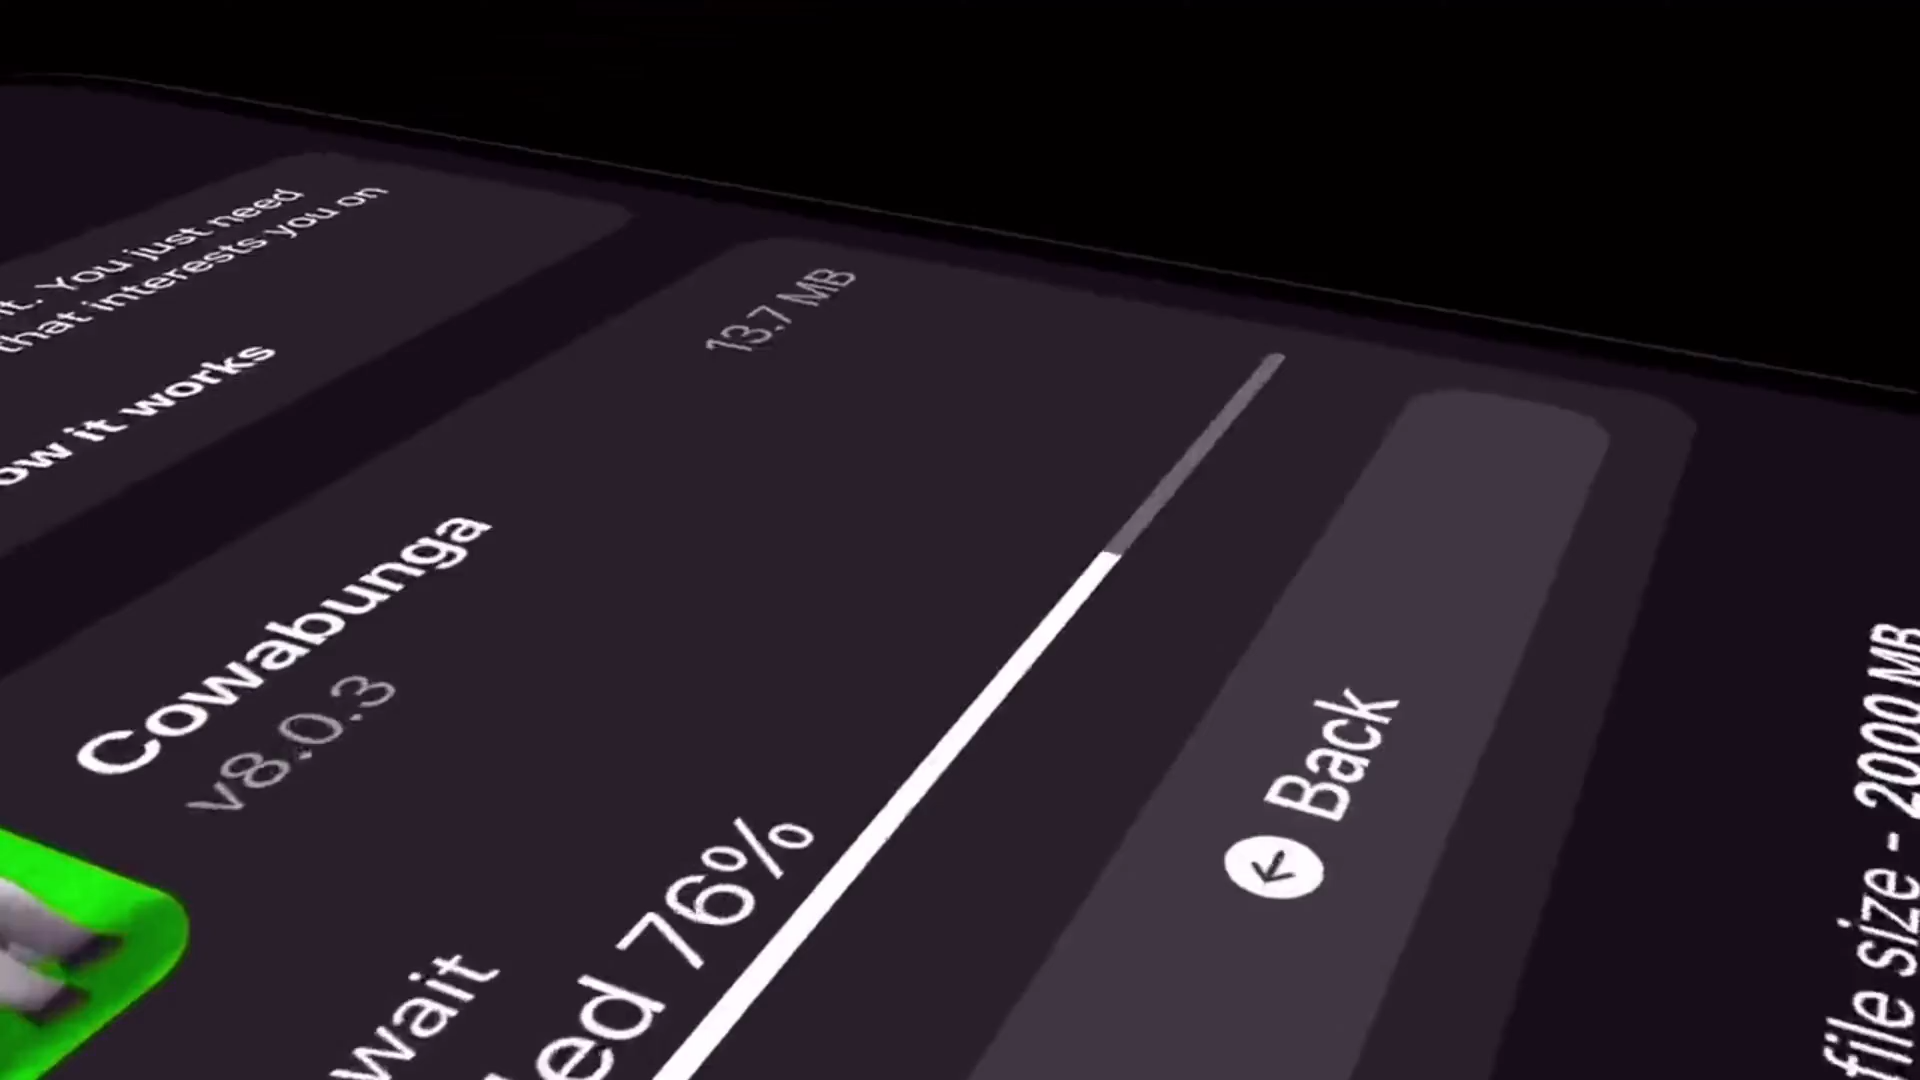 it. You just need
that interests you on
ow it works
13.7 MB
Cowabunga
v8.0.3
wait
ed 76%
Back
file size - 2000 MB